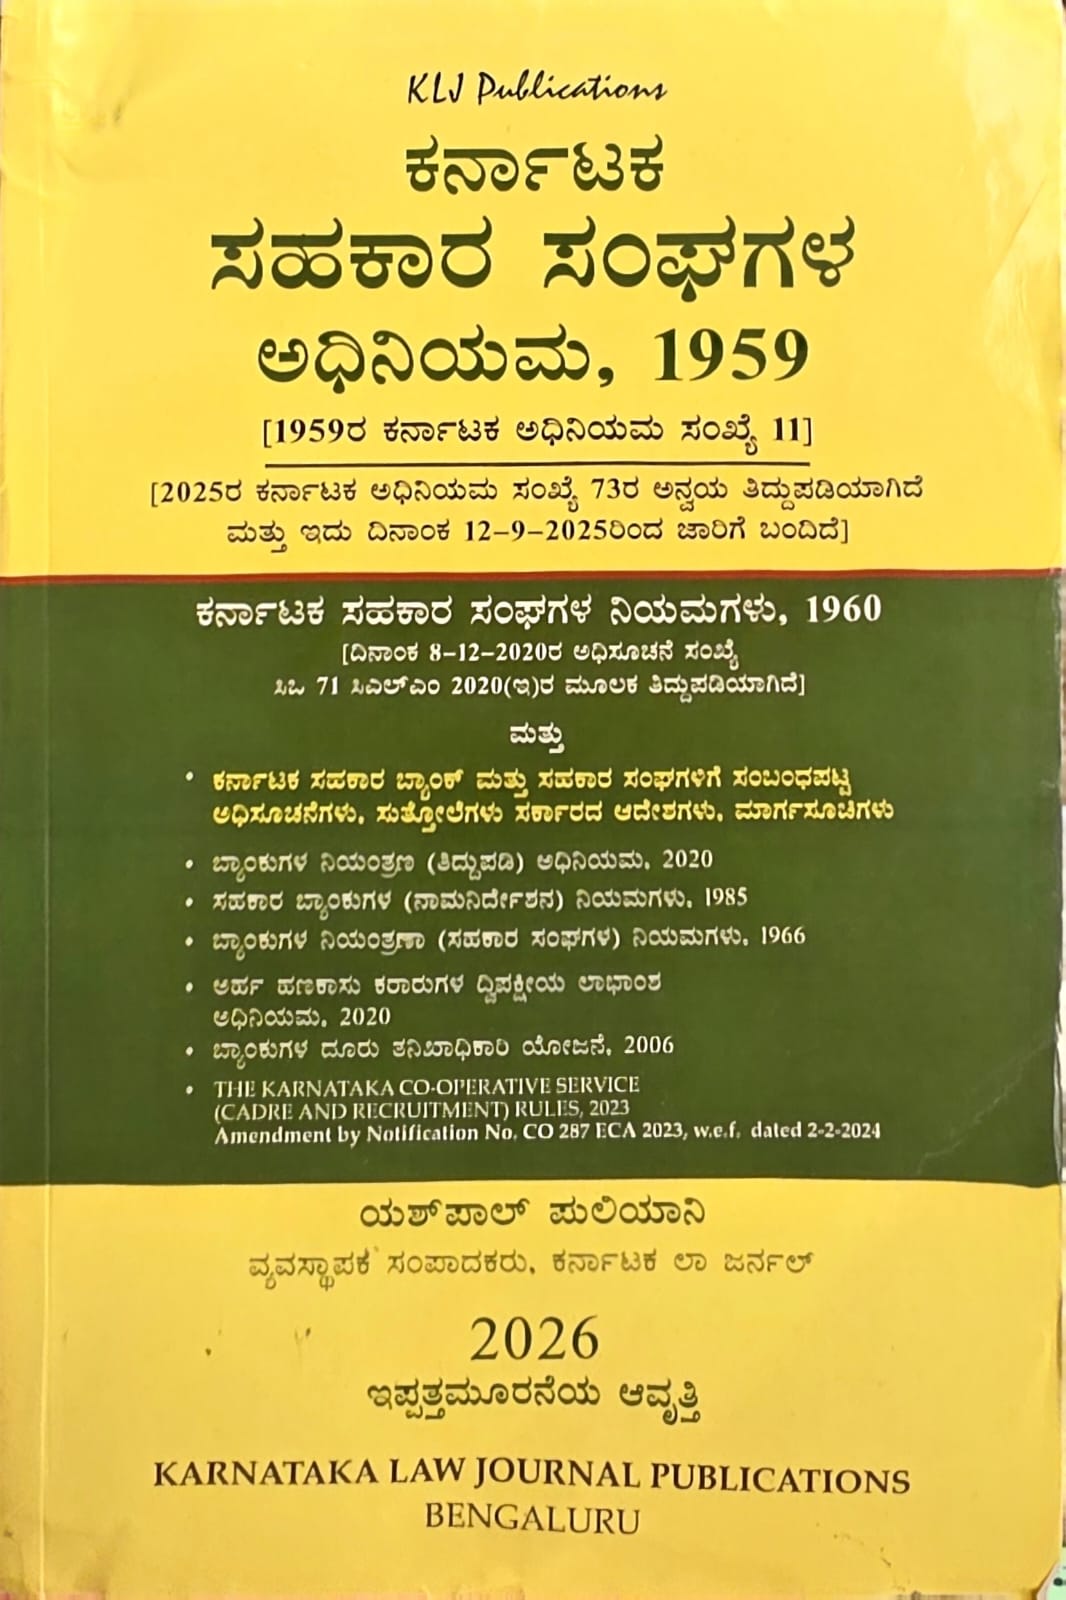 KLJ Publications
ಕರ್ನಾಟಕ
ಸಹಕಾರ ಸಂಘಗಳ
ಅಧಿನಿಯಮ, 1959
[1959ರ ಕರ್ನಾಟಕ ಅಧಿನಿಯಮ ಸಂಖ್ಯೆ 11]
[2025ರ ಕರ್ನಾಟಕ ಅಧಿನಿಯಮ ಸಂಖ್ಯೆ 73ರ ಅನ್ವಯ ತಿದ್ದುಪಡಿಯಾಗಿದೆ
ಮತ್ತು ಇದು ದಿನಾಂಕ 12-9-2025ರಿಂದ ಜಾರಿಗೆ ಬಂದಿದೆ]
ಕರ್ನಾಟಕ ಸಹಕಾರ ಸಂಘಗಳ ನಿಯಮಗಳು, 1960
[ದಿನಾಂಕ 8-12-2020ರ ಅಧಿಸೂಚನೆ ಸಂಖ್ಯೆ
ಸಿಒ 71 ಸಿಎಲ್ಎಂ 2020(ಇ)ರ ಮೂಲಕ ತಿದ್ದುಪಡಿಯಾಗಿದೆ]
ಮತ್ತು
• ಕರ್ನಾಟಕ ಸಹಕಾರ ಬ್ಯಾಂಕ್ ಮತ್ತು ಸಹಕಾರ ಸಂಘಗಳಿಗೆ ಸಂಬಂಧಪಟ್ಟ
ಅಧಿಸೂಚನೆಗಳು, ಸುತ್ತೋಲೆಗಳು ಸರ್ಕಾರದ ಆದೇಶಗಳು, ಮಾರ್ಗಸೂಚಿಗಳು
• ಬ್ಯಾಂಕುಗಳ ನಿಯಂತ್ರಣ (ತಿದ್ದುಪಡಿ) ಅಧಿನಿಯಮ, 2020
• ಸಹಕಾರ ಬ್ಯಾಂಕುಗಳ (ನಾಮನಿರ್ದೇಶನ) ನಿಯಮಗಳು, 1985
• ಬ್ಯಾಂಕುಗಳ ನಿಯಂತ್ರಣಾ (ಸಹಕಾರ ಸಂಘಗಳ) ನಿಯಮಗಳು, 1966
• ಅರ್ಹ ಹಣಕಾಸು ಕರಾರುಗಳ ದ್ವಿಪಕ್ಷೀಯ ಲಾಭಾಂಶ
ಅಧಿನಿಯಮ, 2020
• ಬ್ಯಾಂಕುಗಳ ದೂರು ತನಿಖಾಧಿಕಾರಿ ಯೋಜನೆ, 2006
• THE KARNATAKA CO-OPERATIVE SERVICE
(CADRE AND RECRUITMENT) RULES, 2023
Amendment by Notification No. CO 287 ECA 2023, w.e.f. dated 2-2-2024
ಯಶ್‌ಪಾಲ್ ಪುಲಿಯಾನಿ
ವ್ಯವಸ್ಥಾಪಕ ಸಂಪಾದಕರು, ಕರ್ನಾಟಕ ಲಾ ಜರ್ನಲ್
2026
ಇಪ್ಪತ್ತಮೂರನೆಯ ಆವೃತ್ತಿ
KARNATAKA LAW JOURNAL PUBLICATIONS
BENGALURU